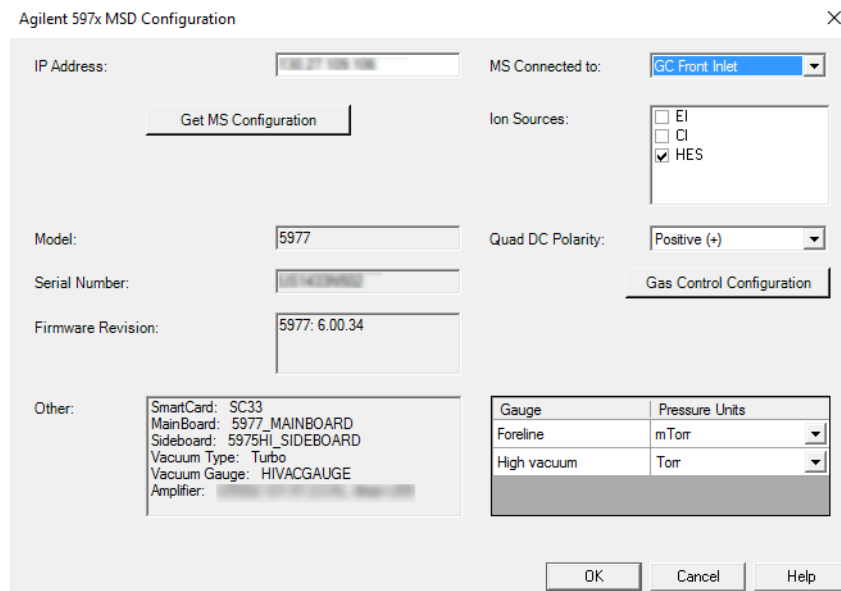 Agilent 597x MSD Configuration
IP Address:
MS Connected to:
GC Front Inlet
Get MS Configuration
Ion Sources:
EI
CI
HES
Model:
5977
Quad DC Polarity:
Positive (+)
Serial Number:
Gas Control Configuration
Firmware Revision:
5977: 6.00.34
Other:
SmartCard: SC33
MainBoard: 5977_MAINBOARD
Sideboard: 5975HI_SIDEBOARD
Vacuum Type: Turbo
Vacuum Gauge: HIVACGAUGE
Amplifier:
Gauge
Pressure Units
Foreline
mTorr
High vacuum
Torr
OK
Cancel
Help